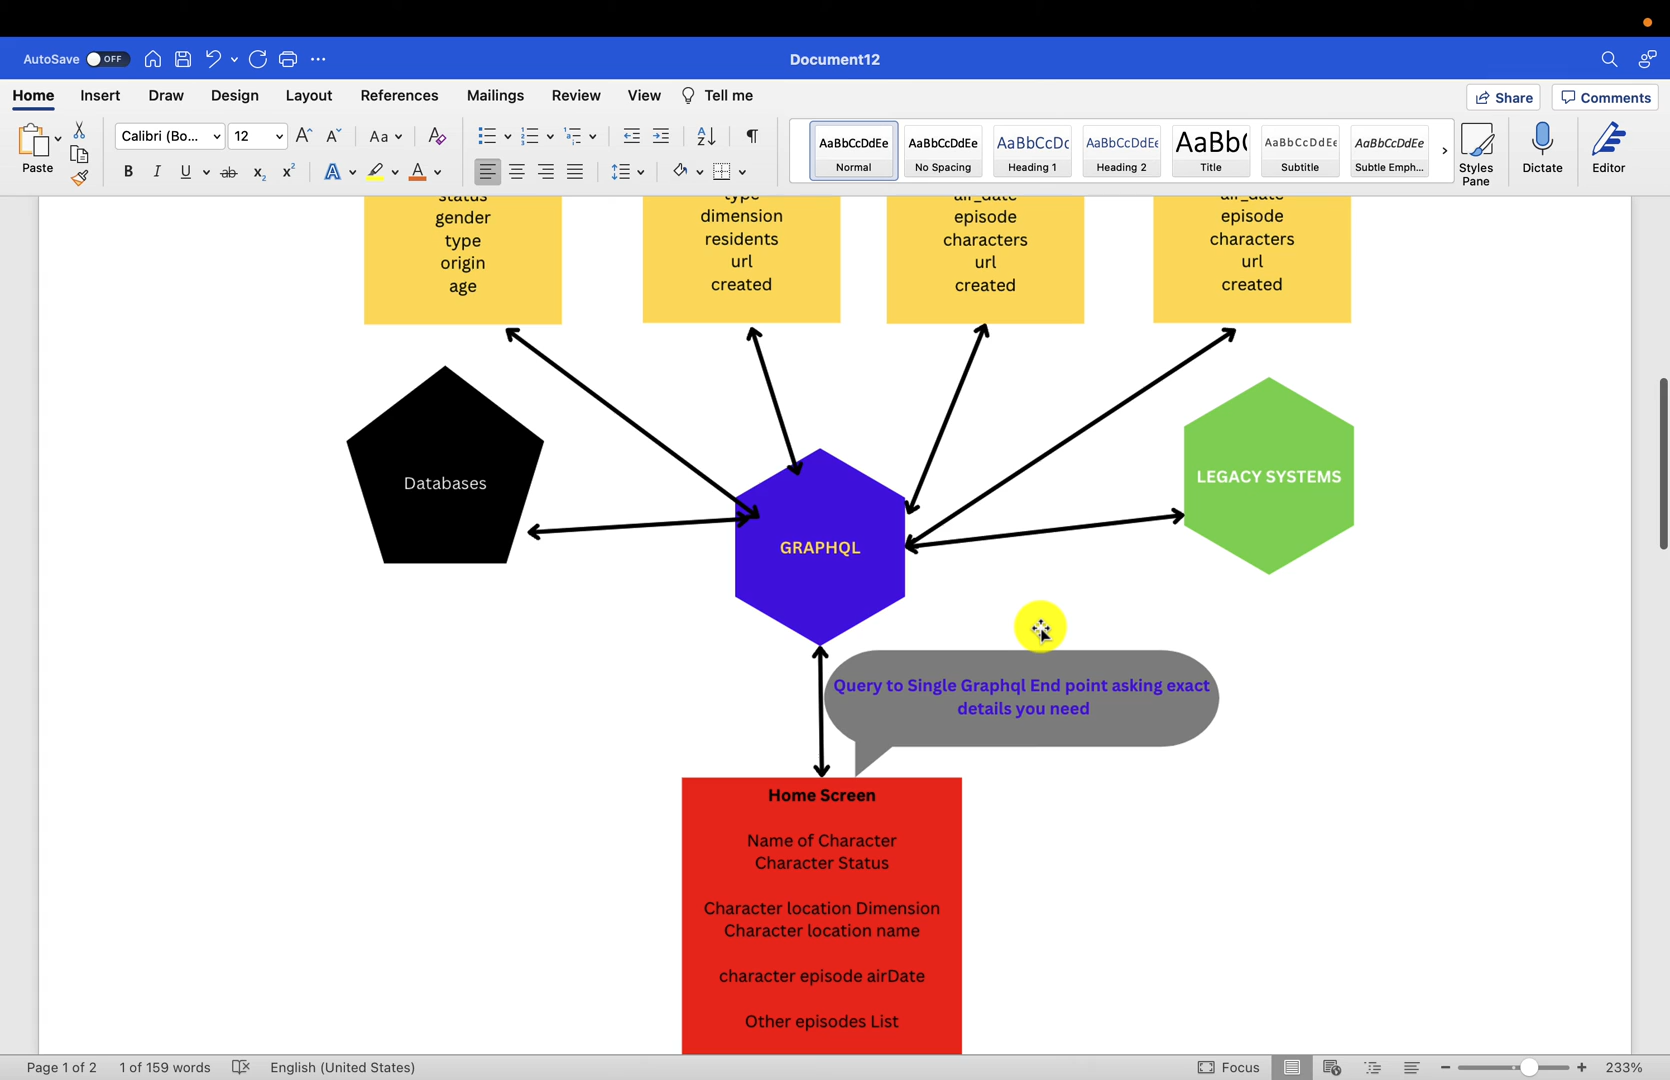 AutoSave OFF
Document12
Home Insert Draw Design Layout References Mailings Review View Tell me
Share Comments
Paste
Calibri (Bo... 12
AaBbCcDdEe AaBbCcDdEe AaBbCcDc AaBbCcDdEe AaBb( AaBbCcDdEe AaBbCcDdEe
Normal No Spacing Heading 1 Heading 2 Title Subtitle Subtle Emph...
Styles Pane
Dictate
Editor
status
gender
type
origin
age
type
dimension
residents
url
created
air_date
episode
characters
url
created
air_date
episode
characters
url
created
Databases
LEGACY SYSTEMS
GRAPHQL
Query to Single Graphql End point asking exact
details you need
Home Screen
Name of Character
Character Status
Character location Dimension
Character location name
character episode airDate
Other episodes List
Page 1 of 2 1 of 159 words English (United States) Focus 233%